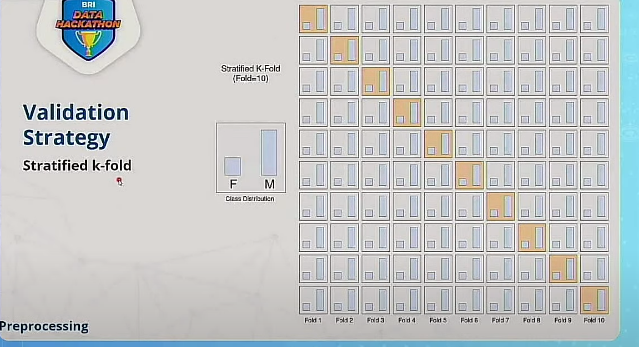 BRI
DATA
HACKATHON
Validation
Strategy
Stratified k-fold
Stratified K-Fold
(Fold=10)
F M
Class Distribution
Fold 1 Fold 2 Fold 3 Fold 4 Fold 5 Fold 6 Fold 7 Fold 8 Fold 9 Fold 10
Preprocessing